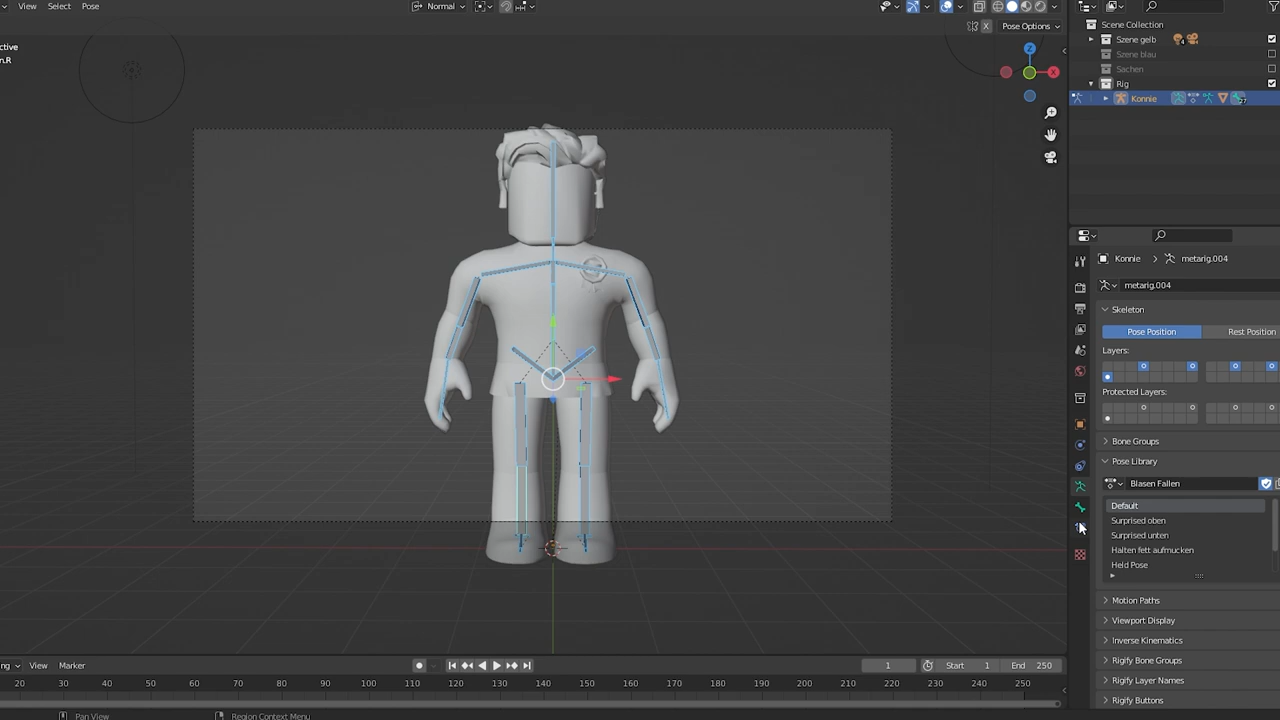 View Select Pose
Normal
Pose Options
X
ctive
n.R
Z
X
Scene Collection
Szene gelb
4
Szene blau
Sachen
Rig
Konnie
27
Konnie > metarig.004
metarig.004
Skeleton
Pose Position Rest Position
Layers:
Protected Layers:
Bone Groups
Pose Library
Blasen Fallen
Default
Surprised oben
Surprised unten
Halten fett aufmucken
Held Pose
Motion Paths
Viewport Display
Inverse Kinematics
Rigify Bone Groups
Rigify Layer Names
Rigify Buttons
ng View Marker
1 Start 1 End 250
20 30 40 50 60 70 80 90 100 110 120 130 140 150 160 170 180 190 200 210 220 230 240 250
Pan View Region Context Menu